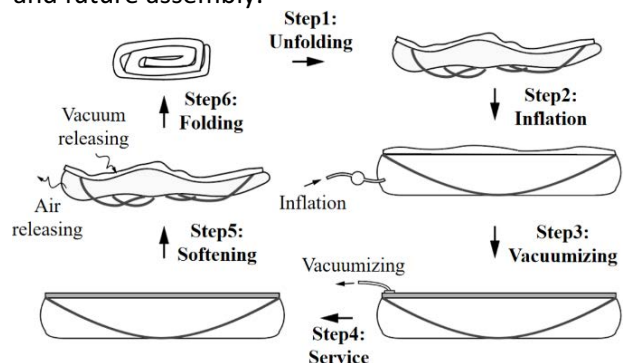 and future assembly.
Step1:
Unfolding
Step6:
Folding
Step2:
Inflation
Vacuum
releasing
Air
releasing
Inflation
Step5:
Softening
Step3:
Vacuumizing
Vacuumizing
Step4:
Service